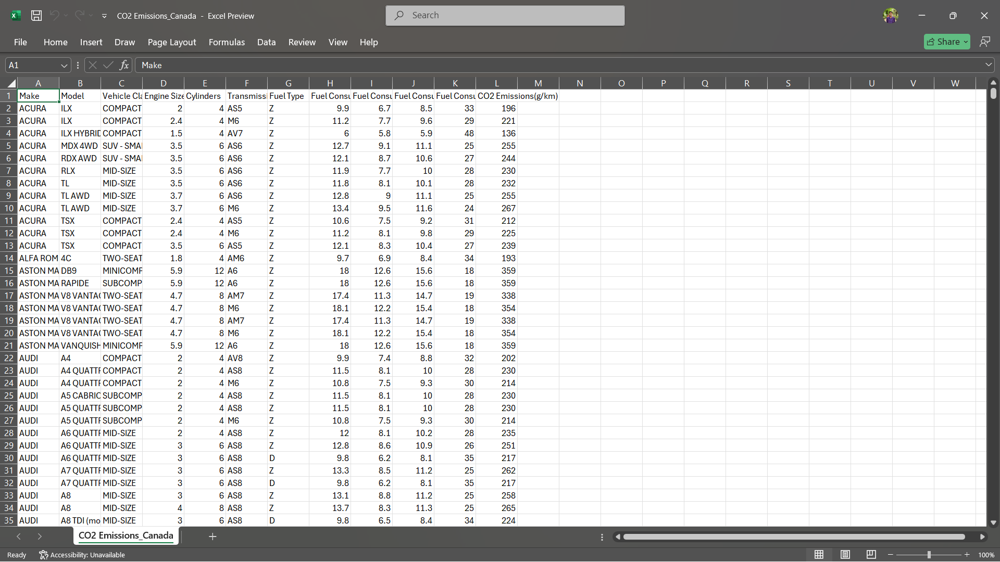 CO2 Emissions_Canada - Excel Preview
Search
File Home Insert Draw Page Layout Formulas Data Review View Help
Share
A1 fx Make
A B C D E F G H I J K L M N O P Q R S T U V W
1 Make Model Vehicle Cla Engine Size Cylinders Transmissi Fuel Type Fuel Consu Fuel Consu Fuel Consu Fuel Consu CO2 Emissions(g/km)
2 ACURA ILX COMPACT 2 4 AS5 Z 9.9 6.7 8.5 33 196
3 ACURA ILX COMPACT 2.4 4 M6 Z 11.2 7.7 9.6 29 221
4 ACURA ILX HYBRID COMPACT 1.5 4 AV7 Z 6 5.8 5.9 48 136
5 ACURA MDX 4WD SUV - SMAL 3.5 6 AS6 Z 12.7 9.1 11.1 25 255
6 ACURA RDX AWD SUV - SMAL 3.5 6 AS6 Z 12.1 8.7 10.6 27 244
7 ACURA RLX MID-SIZE 3.5 6 AS6 Z 11.9 7.7 10 28 230
8 ACURA TL MID-SIZE 3.5 6 AS6 Z 11.8 8.1 10.1 28 232
9 ACURA TL AWD MID-SIZE 3.7 6 AS6 Z 12.8 9 11.1 25 255
10 ACURA TL AWD MID-SIZE 3.7 6 M6 Z 13.4 9.5 11.6 24 267
11 ACURA TSX COMPACT 2.4 4 AS5 Z 10.6 7.5 9.2 31 212
12 ACURA TSX COMPACT 2.4 4 M6 Z 11.2 8.1 9.8 29 225
13 ACURA TSX COMPACT 3.5 6 AS5 Z 12.1 8.3 10.4 27 239
14 ALFA ROM 4C TWO-SEAT 1.8 4 AM6 Z 9.7 6.9 8.4 34 193
15 ASTON MA DB9 MINICOMP 5.9 12 A6 Z 18 12.6 15.6 18 359
16 ASTON MA RAPIDE SUBCOMP 5.9 12 A6 Z 18 12.6 15.6 18 359
17 ASTON MA V8 VANTAG TWO-SEAT 4.7 8 AM7 Z 17.4 11.3 14.7 19 338
18 ASTON MA V8 VANTAG TWO-SEAT 4.7 8 M6 Z 18.1 12.2 15.4 18 354
19 ASTON MA V8 VANTAG TWO-SEAT 4.7 8 AM7 Z 17.4 11.3 14.7 19 338
20 ASTON MA V8 VANTAG TWO-SEAT 4.7 8 M6 Z 18.1 12.2 15.4 18 354
21 ASTON MA VANQUISH MINICOMP 5.9 12 A6 Z 18 12.6 15.6 18 359
22 AUDI A4 COMPACT 2 4 AV8 Z 9.9 7.4 8.8 32 202
23 AUDI A4 QUATTR COMPACT 2 4 AS8 Z 11.5 8.1 10 28 230
24 AUDI A4 QUATTR COMPACT 2 4 M6 Z 10.8 7.5 9.3 30 214
25 AUDI A5 CABRIO SUBCOMP 2 4 AS8 Z 11.5 8.1 10 28 230
26 AUDI A5 QUATTR SUBCOMP 2 4 AS8 Z 11.5 8.1 10 28 230
27 AUDI A5 QUATTR SUBCOMP 2 4 M6 Z 10.8 7.5 9.3 30 214
28 AUDI A6 QUATTR MID-SIZE 2 4 AS8 Z 12 8.1 10.2 28 235
29 AUDI A6 QUATTR MID-SIZE 3 6 AS8 Z 12.8 8.6 10.9 26 251
30 AUDI A6 QUATTR MID-SIZE 3 6 AS8 D 9.8 6.2 8.1 35 217
31 AUDI A7 QUATTR MID-SIZE 3 6 AS8 Z 13.3 8.5 11.2 25 262
32 AUDI A7 QUATTR MID-SIZE 3 6 AS8 D 9.8 6.2 8.1 35 217
33 AUDI A8 MID-SIZE 3 6 AS8 Z 13.1 8.8 11.2 25 258
34 AUDI A8 MID-SIZE 4 8 AS8 Z 13.7 8.3 11.3 25 265
35 AUDI A8 TDI (mo MID-SIZE 3 6 AS8 D 9.8 6.5 8.4 34 224
CO2 Emissions_Canada
Ready Accessibility: Unavailable 100%